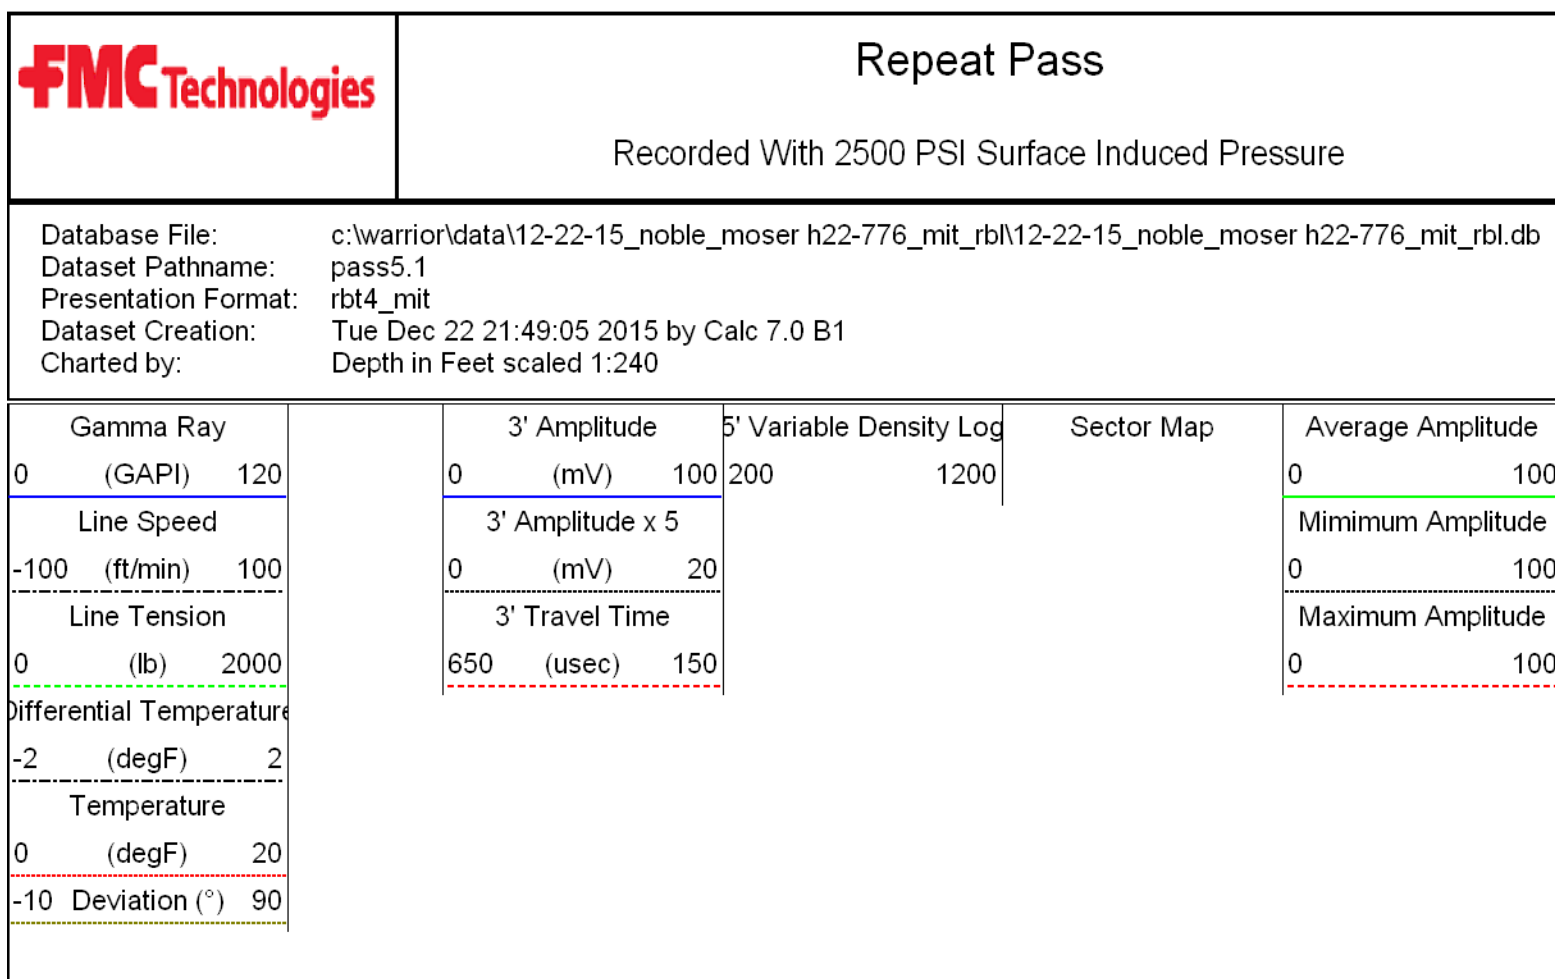 FMC Technologies
Repeat Pass
Recorded With 2500 PSI Surface Induced Pressure
Database File: c:\warrior\data\12-22-15_noble_moser h22-776_mit_rbl\12-22-15_noble_moser h22-776_mit_rbl.db
Dataset Pathname: pass5.1
Presentation Format: rbt4_mit
Dataset Creation: Tue Dec 22 21:49:05 2015 by Calc 7.0 B1
Charted by: Depth in Feet scaled 1:240
Gamma Ray
0 (GAPI) 120
Line Speed
-100 (ft/min) 100
Line Tension
0 (lb) 2000
Differential Temperature
-2 (degF) 2
Temperature
0 (degF) 20
-10 Deviation (°) 90
3' Amplitude
0 (mV) 100
3' Amplitude x 5
0 (mV) 20
3' Travel Time
650 (usec) 150
5' Variable Density Log
200 1200
Sector Map
Average Amplitude
0 100
Mimimum Amplitude
0 100
Maximum Amplitude
0 100